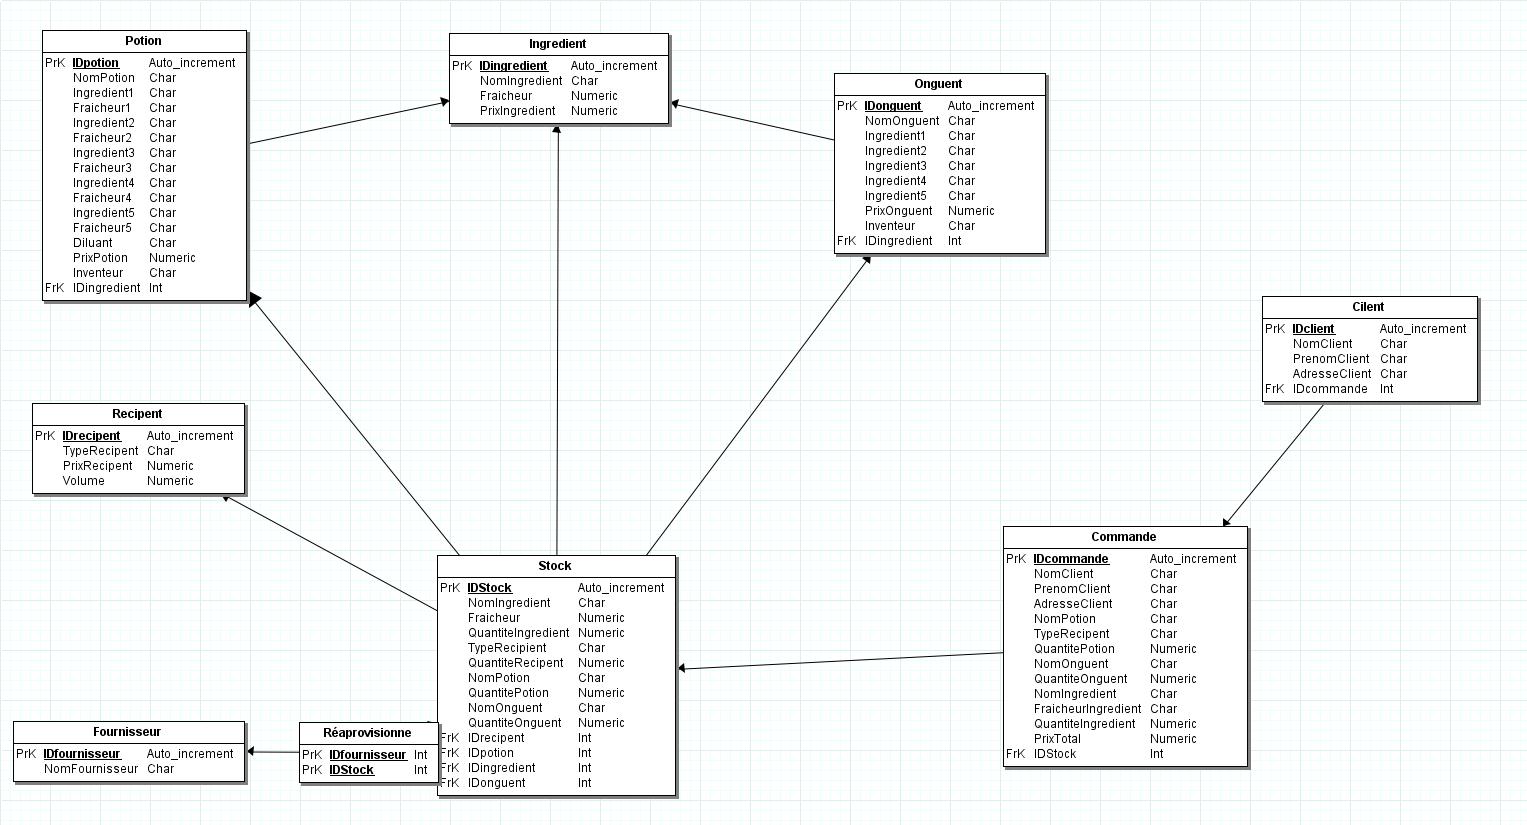 Potion
PrK IDpotion Auto_increment
NomPotion Char
Ingredient1 Char
Fraicheur1 Char
Ingredient2 Char
Fraicheur2 Char
Ingredient3 Char
Fraicheur3 Char
Ingredient4 Char
Fraicheur4 Char
Ingredient5 Char
Fraicheur5 Char
Diluant Char
PrixPotion Numeric
Inventeur Char
FrK IDingredient Int
Ingredient
PrK IDingredient Auto_increment
NomIngredient Char
Fraicheur Numeric
PrixIngredient Numeric
Onguent
PrK IDonguent Auto_increment
NomOnguent Char
Ingredient1 Char
Ingredient2 Char
Ingredient3 Char
Ingredient4 Char
Ingredient5 Char
PrixOnguent Numeric
Inventeur Char
FrK IDingredient Int
Cilent
PrK IDclient Auto_increment
NomClient Char
PrenomClient Char
AdresseClient Char
FrK IDcommande Int
Recipent
PrK IDrecipent Auto_increment
TypeRecipent Char
PrixRecipent Numeric
Volume Numeric
Stock
PrK IDStock Auto_increment
NomIngredient Char
Fraicheur Numeric
QuantiteIngredient Numeric
TypeRecipient Char
QuantiteRecipent Numeric
NomPotion Char
QuantitePotion Numeric
NomOnguent Char
QuantiteOnguent Numeric
FrK IDrecipent Int
FrK IDpotion Int
FrK IDingredient Int
FrK IDonguent Int
Commande
PrK IDcommande Auto_increment
NomClient Char
PrenomClient Char
AdresseClient Char
NomPotion Char
TypeRecipent Char
QuantitePotion Numeric
NomOnguent Char
QuantiteOnguent Numeric
NomIngredient Char
FraicheurIngredient Char
QuantiteIngredient Numeric
PrixTotal Numeric
FrK IDStock Int
Fournisseur
PrK IDfournisseur Auto_increment
NomFournisseur Char
Réaprovisionne
PrK IDfournisseur Int
PrK IDStock Int